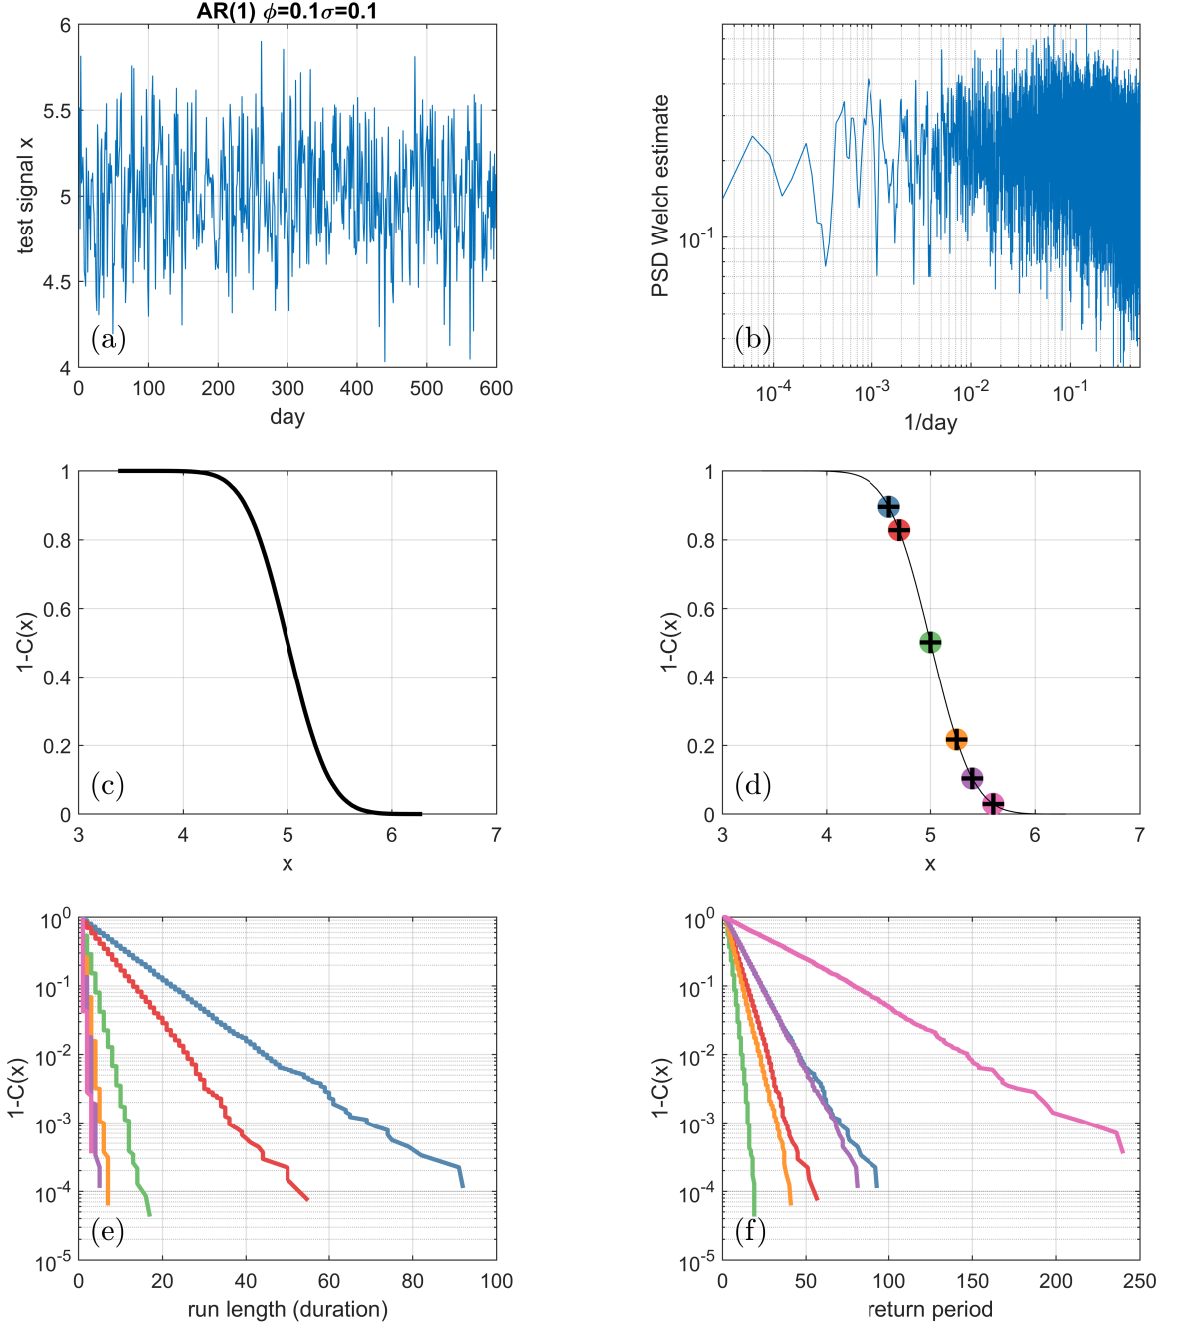 AR(1) ϕ=0.1σ=0.1
6
5.5
5
4.5
4
test signal x
(a)
0 100 200 300 400 500 600
day
10^-1
PSD Welch estimate
(b)
10^-4 10^-3 10^-2 10^-1
1/day
1
0.8
0.6
0.4
0.2
0
1-C(x)
(c)
3 4 5 6 7
x
1
0.8
0.6
0.4
0.2
0
1-C(x)
(d)
3 4 5 6 7
x
10^0
10^-1
10^-2
10^-3
10^-4
10^-5
1-C(x)
(e)
0 20 40 60 80 100
run length (duration)
10^0
10^-1
10^-2
10^-3
10^-4
10^-5
1-C(x)
(f)
0 50 100 150 200 250
return period